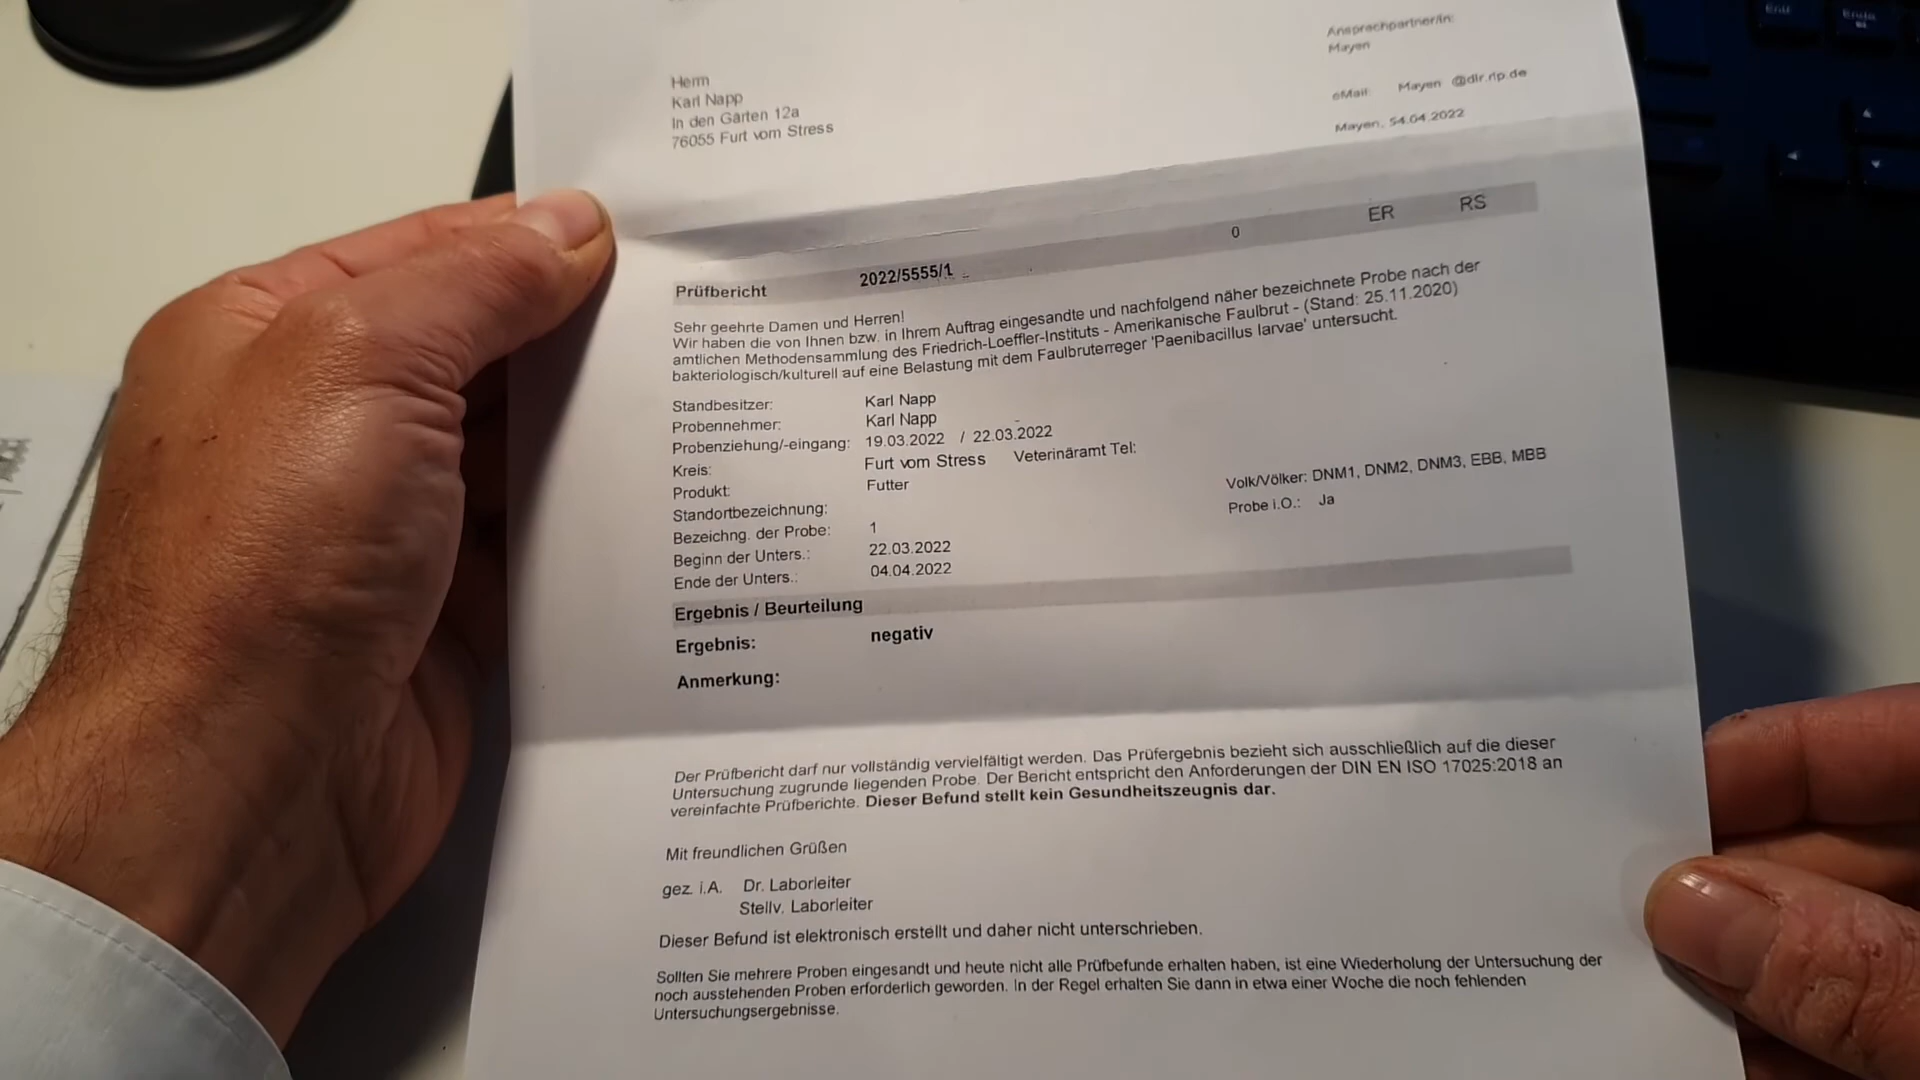 Ansprachpartner/in:
Mayen
Herrn
Karl Napp
In den Gärten 12a
76055 Furt vom Stress
eMail: Mayen @dlr.rlp.de
Mayen, 54.04.2022
Prüfbericht 2022/5555/1 0 ER RS
Sehr geehrte Damen und Herren!
Wir haben die von Ihnen bzw. in Ihrem Auftrag eingesandte und nachfolgend näher bezeichnete Probe nach der
amtlichen Methodensammlung des Friedrich-Loeffler-Instituts - Amerikanische Faulbrut - (Stand: 25.11.2020)
bakteriologisch/kulturell auf eine Belastung mit dem Faulbruterreger 'Paenibacillus larvae' untersucht.
Standbesitzer: Karl Napp
Probennehmer: Karl Napp
Probenziehung/-eingang: 19.03.2022 / 22.03.2022
Kreis: Furt vom Stress Veterinäramt Tel:
Produkt: Futter Volk/Völker: DNM1, DNM2, DNM3, EBB, MBB
Standortbezeichnung: Probe i.O.: Ja
Bezeichng. der Probe: 1
Beginn der Unters.: 22.03.2022
Ende der Unters.: 04.04.2022
Ergebnis / Beurteilung
Ergebnis: negativ
Anmerkung:
Der Prüfbericht darf nur vollständig vervielfältigt werden. Das Prüfergebnis bezieht sich ausschließlich auf die dieser
Untersuchung zugrunde liegenden Probe. Der Bericht entspricht den Anforderungen der DIN EN ISO 17025:2018 an
vereinfachte Prüfberichte. Dieser Befund stellt kein Gesundheitszeugnis dar.
Mit freundlichen Grüßen
gez. i.A. Dr. Laborleiter
Stellv. Laborleiter
Dieser Befund ist elektronisch erstellt und daher nicht unterschrieben.
Sollten Sie mehrere Proben eingesandt und heute nicht alle Prüfbefunde erhalten haben, ist eine Wiederholung der Untersuchung der
noch ausstehenden Proben erforderlich geworden. In der Regel erhalten Sie dann in etwa einer Woche die noch fehlenden
Untersuchungsergebnisse.